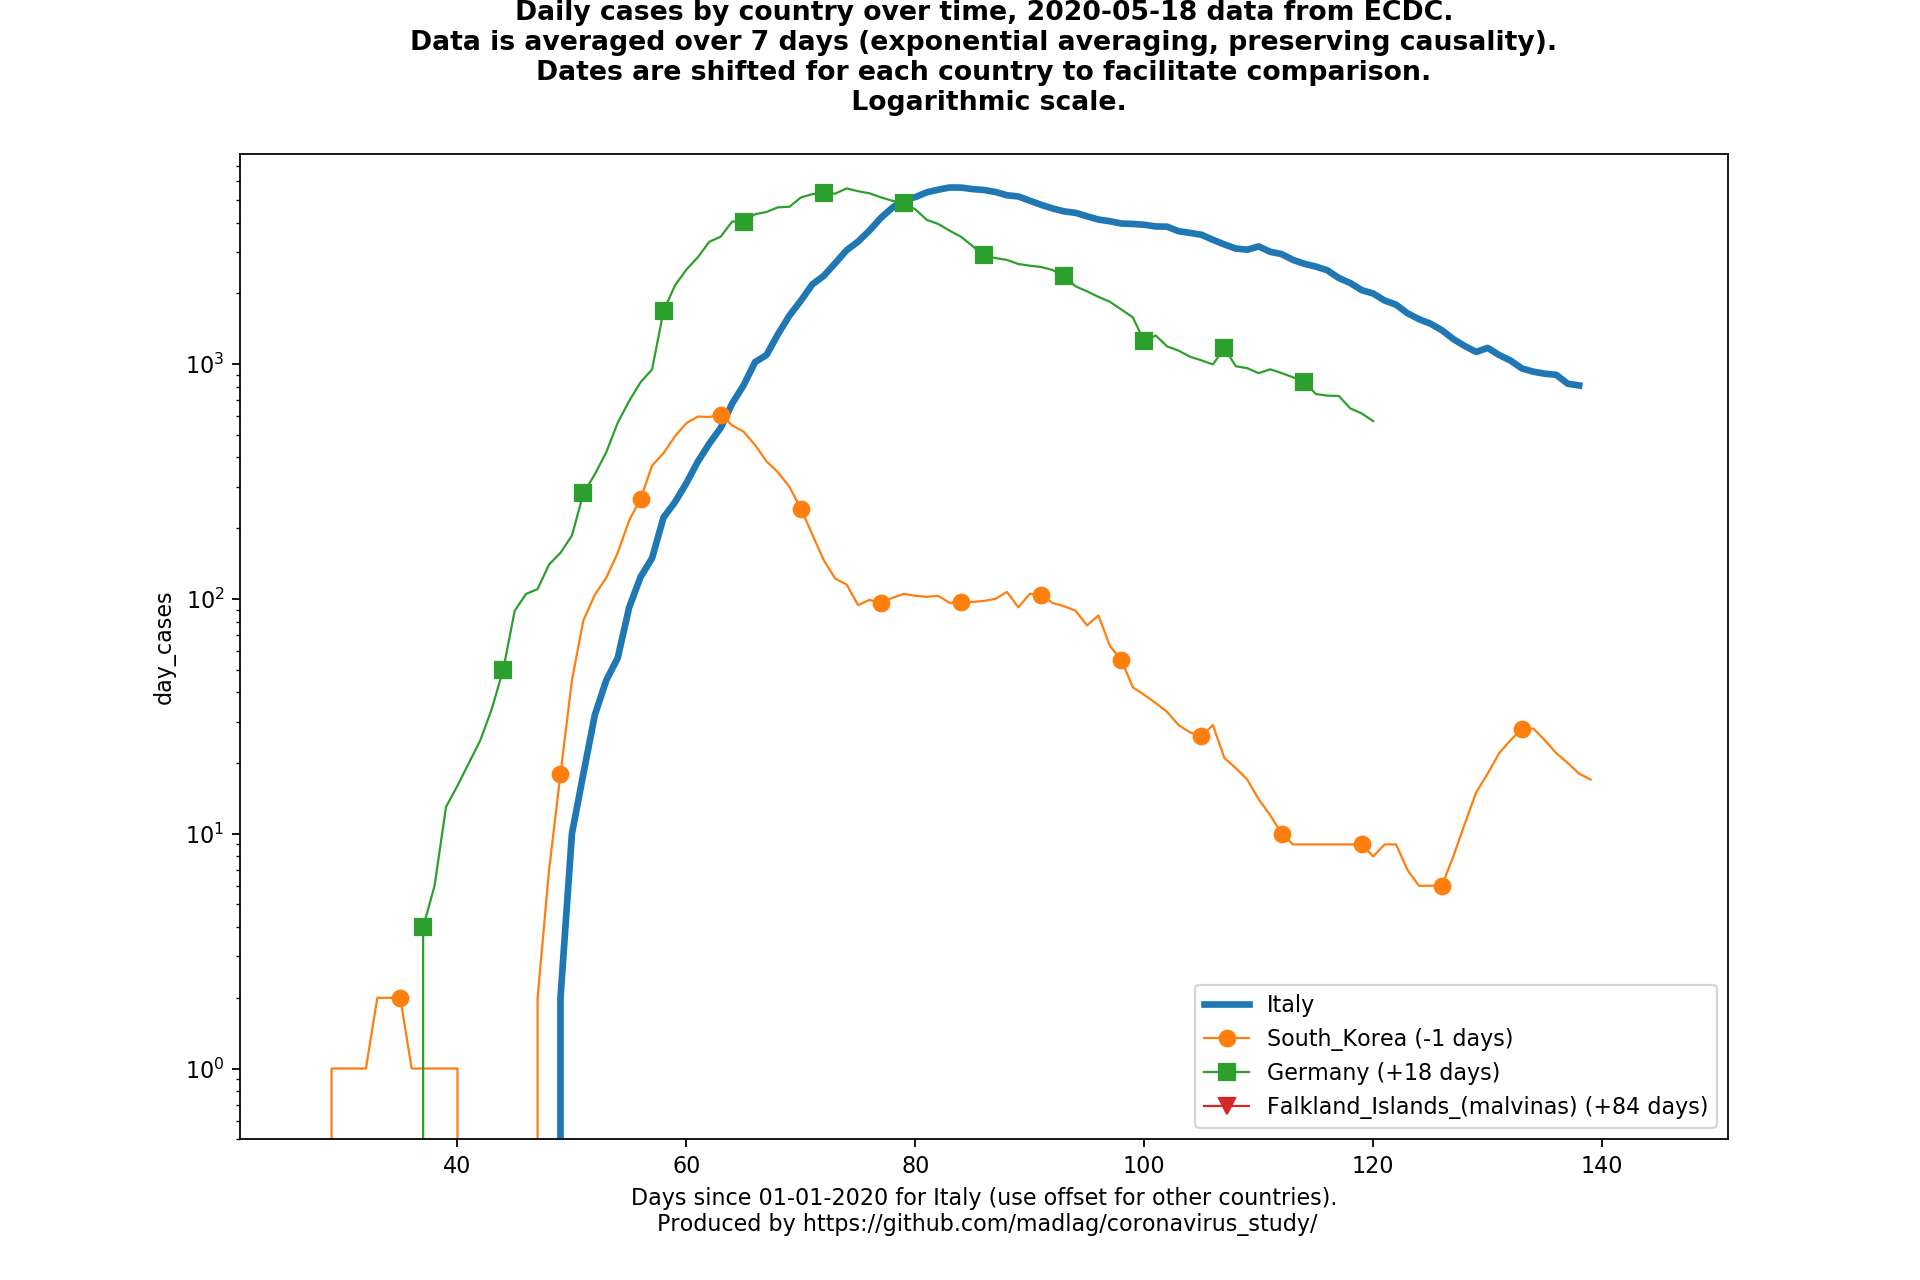 Daily cases by country over time, 2020-05-18 data from ECDC.
Data is averaged over 7 days (exponential averaging, preserving causality).
Dates are shifted for each country to facilitate comparison.
Logarithmic scale.
day_cases
10³
10²
10¹
10⁰
Italy
South_Korea (-1 days)
Germany (+18 days)
Falkland_Islands_(malvinas) (+84 days)
40 60 80 100 120 140
Days since 01-01-2020 for Italy (use offset for other countries).
Produced by https://github.com/madlag/coronavirus_study/